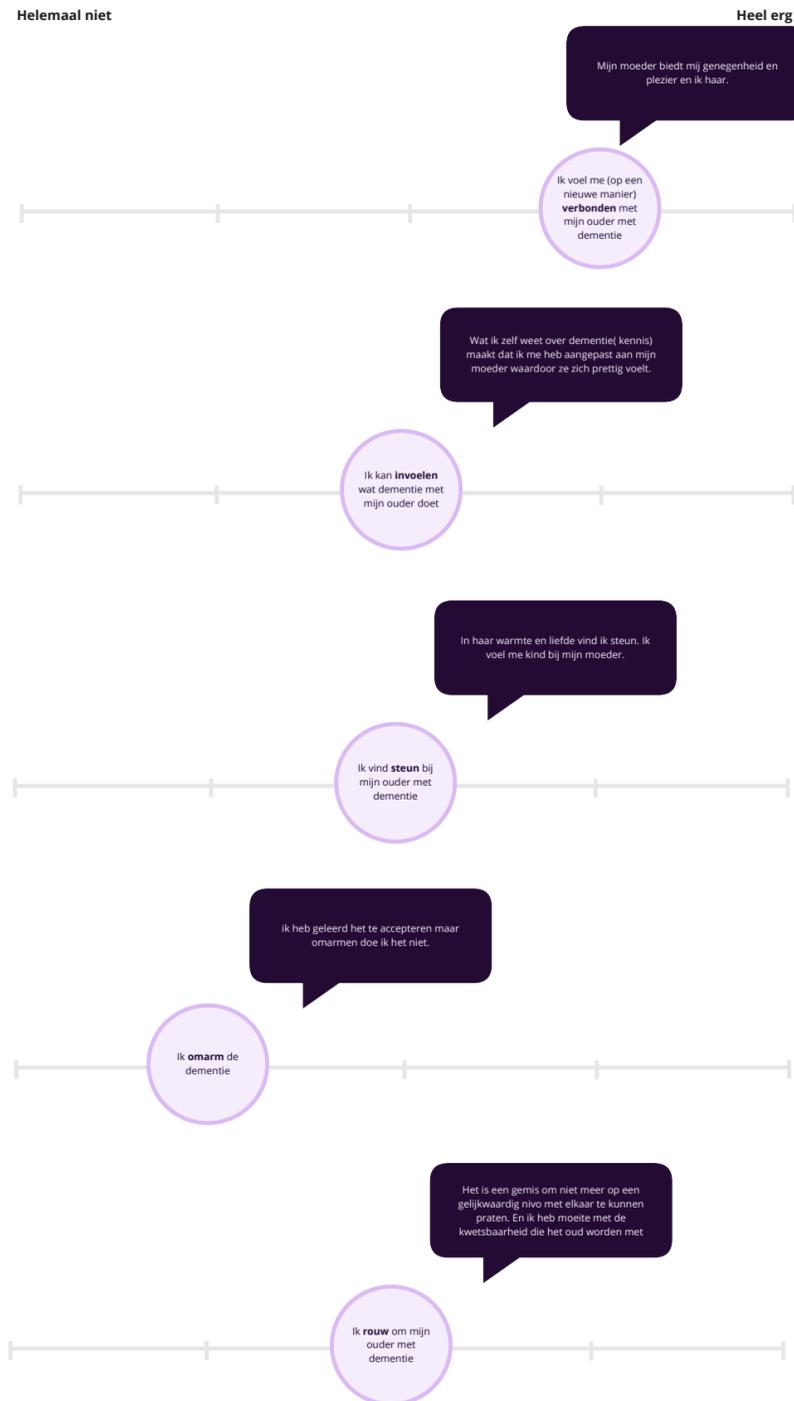 Helemaal niet
Heel erg
Mijn moeder biedt mij genegenheid en
plezier en ik haar.
Ik voel me (op een
nieuwe manier)
verbonden met
mijn ouder met
dementie
Wat ik zelf weet over dementie( kennis)
maakt dat ik me heb aangepast aan mijn
moeder waardoor ze zich prettig voelt.
Ik kan invoelen
wat dementie met
mijn ouder doet
In haar warmte en liefde vind ik steun. Ik
voel me kind bij mijn moeder.
Ik vind steun bij
mijn ouder met
dementie
ik heb geleerd het te accepteren maar
omarmen doe ik het niet.
Ik omarm de
dementie
Het is een gemis om niet meer op een
gelijkwaardig nivo met elkaar te kunnen
praten. En ik heb moeite met de
kwetsbaarheid die het oud worden met
Ik rouw om mijn
ouder met
dementie